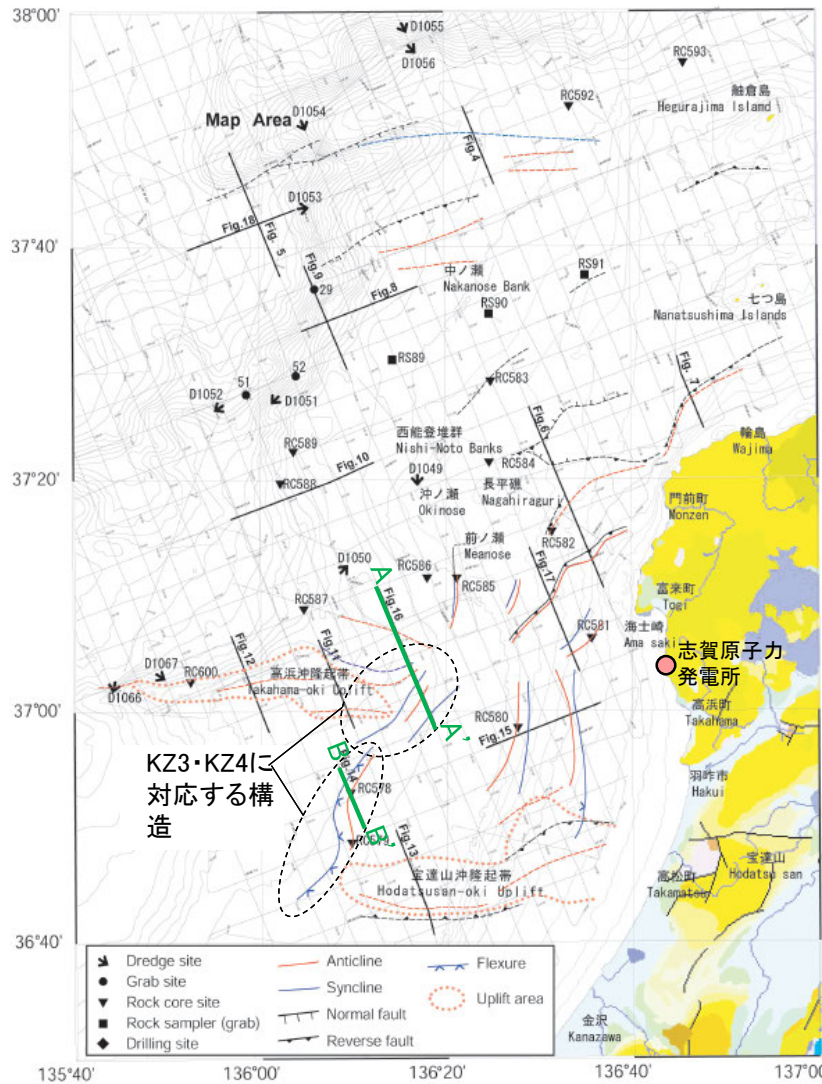 38°00'
37°40'
37°20'
37°00'
36°40'
135°40'
136°00'
136°20'
136°40'
137°00'
D1055
D1056
RC593
舳倉島
Hegurajima Islamd
RC592
D1054
Map Area
Fig.4
D1053
Fig.18
Fig. 5
Fig.9
29
中ノ瀬
Nakanose Bank
RS91
七つ島
Nanatsushima Islands
Fig.8
RS90
RS89
52
51
D1052
D1051
RC583
Fig. 7
西能登堆群
Nishi-Noto Banks
Fig.6
輪島
Wajima
RC589
RC588
Fig.10
D1049
沖ノ瀬
Okinose
RC584
長平礁
Nagahiraguri
門前町
Monzen
RC582
前ノ瀬
Meanose
D1050
RC586
RC585
Fig.17
富来町
Togi
A
Fig.16
RC587
RC581
海士崎
Ama saki
志賀原子力
発電所
Fig.12
Fig.11
D1067
RC600
D1066
高浜沖隆起帯
Takahama-oki Uplift
高浜町
Takahama
RC580
Fig.15
A'
KZ3・KZ4に
対応する構
造
B
Fig.14
RC578
羽咋市
Hakui
B'
RC579
Fig.13
宝達山沖隆起帯
Hodatsusan-oki Uplift
宝達山
Hodatsu san
高松町
Takamatsu
金沢
Kanazawa
Dredge site
Grab site
Rock core site
Rock sampler (grab)
Drilling site
Anticline
Syncline
Normal fault
Reverse fault
Flexure
Uplift area